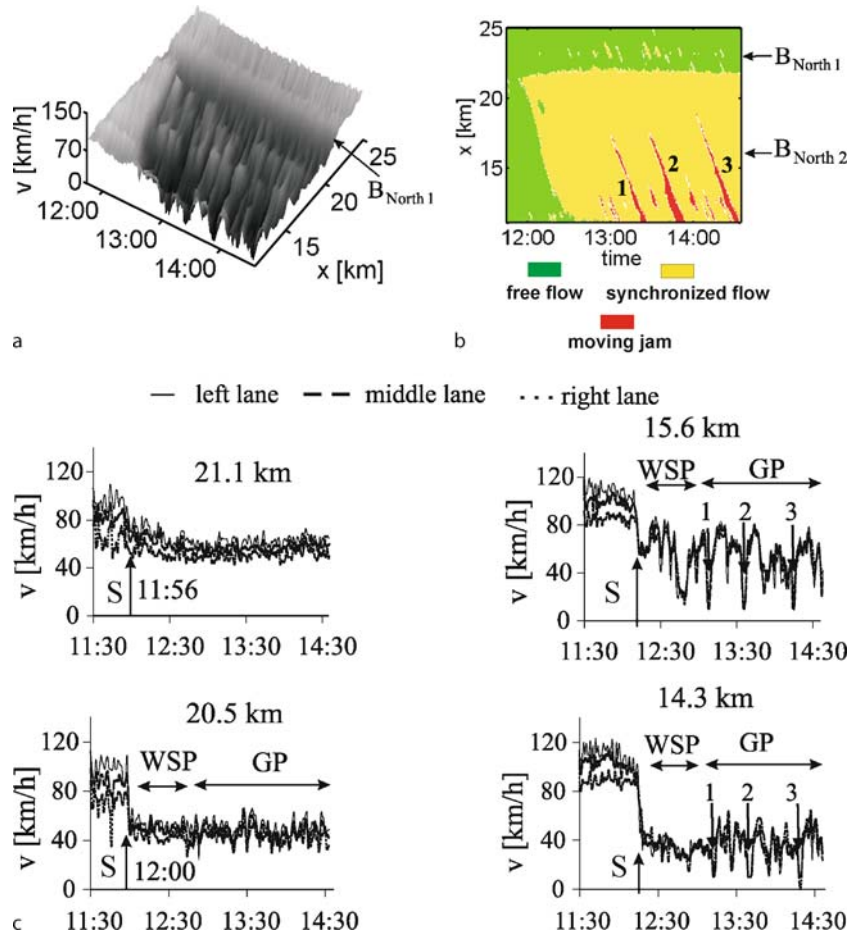 v [km/h]
150
70
0
12:00
13:00
14:00
15
20
25
x [km]
B North 1
a
x [km]
25
20
15
12:00 13:00 14:00
time
1 2 3
B North 1
B North 2
free flow synchronized flow
moving jam
b
left lane middle lane right lane
21.1 km
v [km/h]
120
80
40
0
S 11:56
11:30 12:30 13:30 14:30
15.6 km
WSP GP
v [km/h]
120
80
40
0
1 2 3
S
11:30 12:30 13:30 14:30
20.5 km
WSP GP
v [km/h]
120
80
40
0
S 12:00
11:30 12:30 13:30 14:30
14.3 km
WSP GP
v [km/h]
120
80
40
0
1 2 3
S
11:30 12:30 13:30 14:30
c